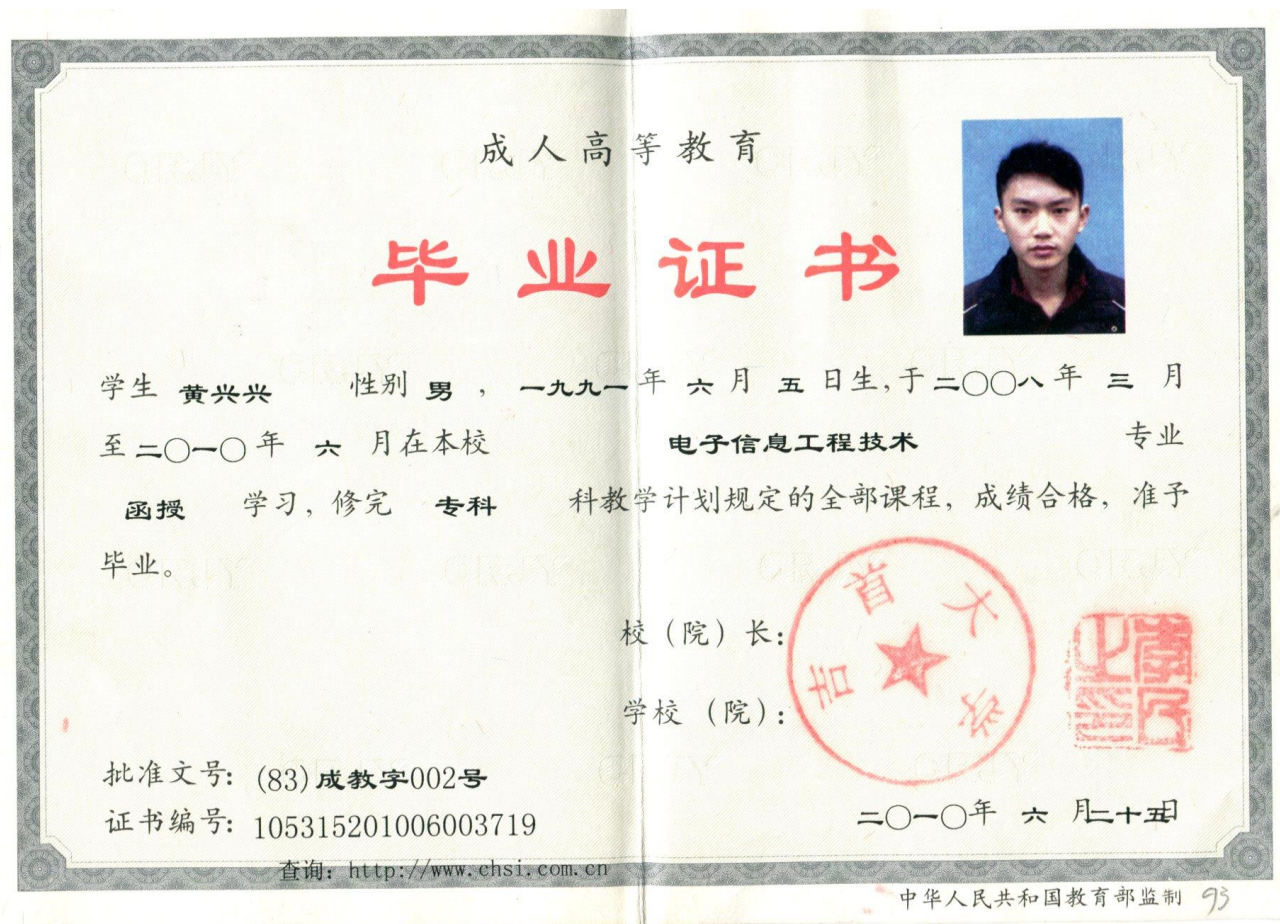 成人高等教育
毕业证书
学生 黄兴兴 性别 男 , 一九九一 年 六 月 五 日生,于 二〇〇八 年 三 月
至 二〇一〇 年 六 月在本校 电子信息工程技术 专业
函授 学习,修完 专科 科教学计划规定的全部课程,成绩合格,准予
毕业。
校(院)长:
学校(院):
吉首大学
批准文号: (83)成教字002号
证书编号: 105315201006003719
二〇一〇年 六 月二十五日
查询: http://www.chsi.com.cn
中华人民共和国教育部监制 93